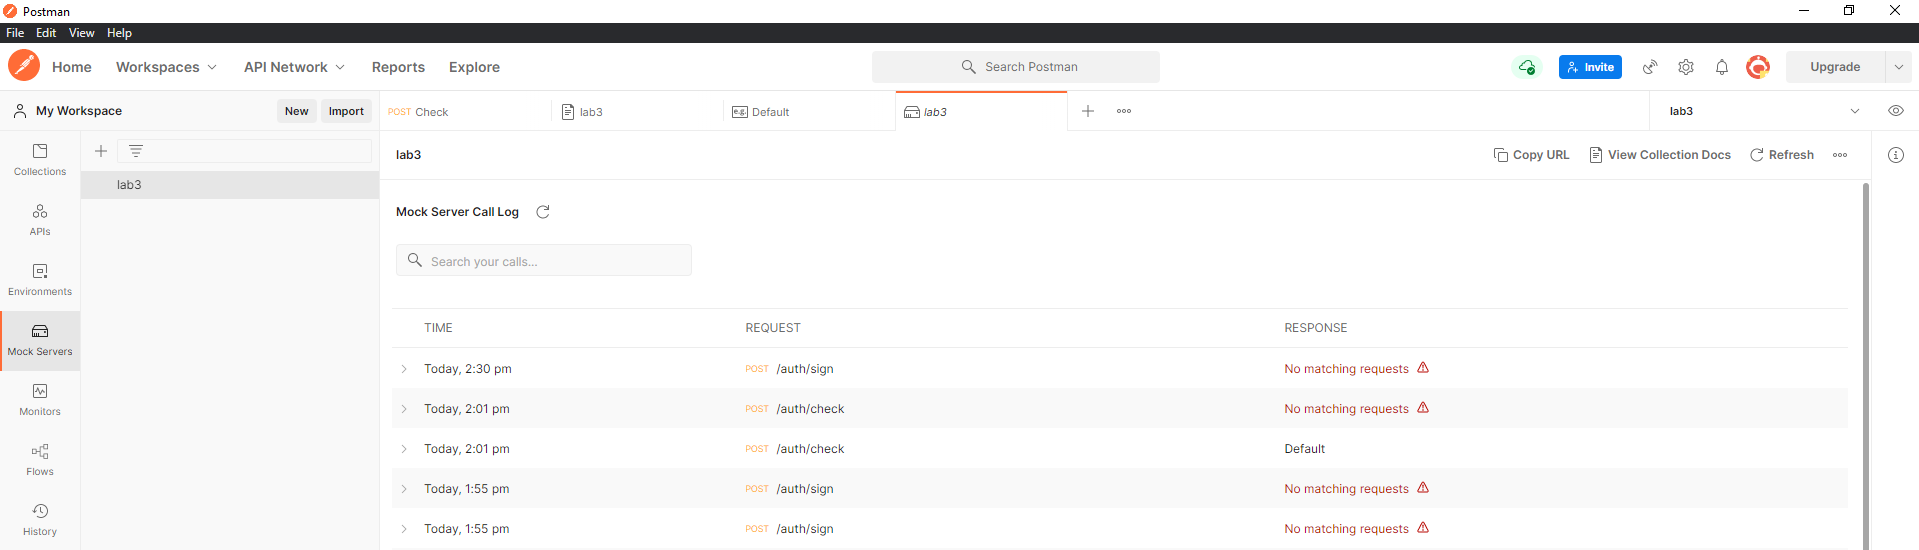 Postman
File Edit View Help
Home Workspaces API Network Reports Explore Search Postman Invite Upgrade
My Workspace New Import POST Check lab3 e.g. Default lab3 lab3
Collections
APIs
Environments
Mock Servers
Monitors
Flows
History
lab3
lab3 Copy URL View Collection Docs Refresh
Mock Server Call Log
Search your calls...
TIME REQUEST RESPONSE
Today, 2:30 pm POST /auth/sign No matching requests
Today, 2:01 pm POST /auth/check No matching requests
Today, 2:01 pm POST /auth/check Default
Today, 1:55 pm POST /auth/sign No matching requests
Today, 1:55 pm POST /auth/sign No matching requests